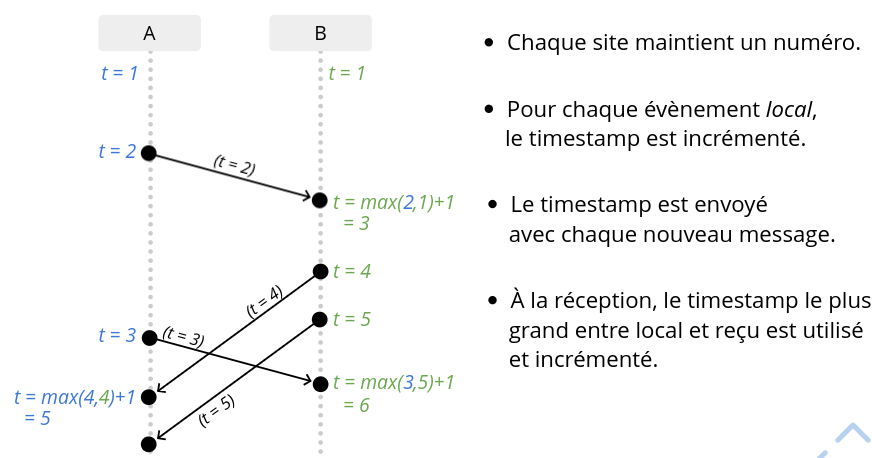 A
B
t = 1
t = 1
t = 2
(t = 2)
t = max(2,1)+1
= 3
t = 4
(t = 4)
t = 5
t = 3
(t = 3)
t = max(3,5)+1
= 6
t = max(4,4)+1
= 5
(t = 5)
• Chaque site maintient un numéro.
• Pour chaque évènement local,
le timestamp est incrémenté.
• Le timestamp est envoyé
avec chaque nouveau message.
• À la réception, le timestamp le plus
grand entre local et reçu est utilisé
et incrémenté.